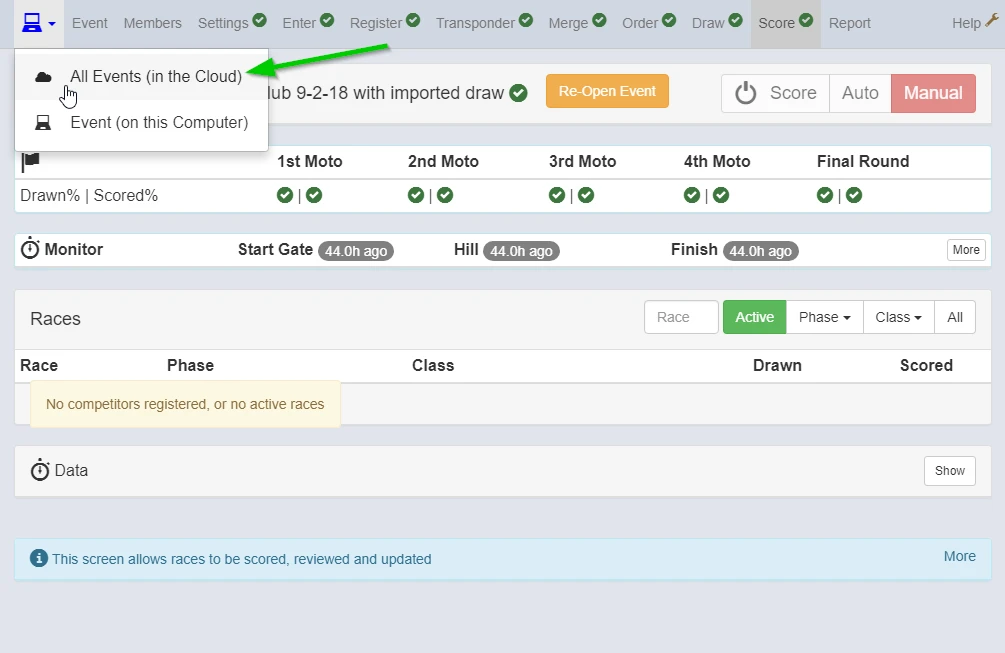 Event Members Settings Enter Register Transponder Merge Order Draw Score Report Help
All Events (in the Cloud)
Event (on this Computer)
9-2-18 with imported draw Re-Open Event Score Auto Manual
1st Moto 2nd Moto 3rd Moto 4th Moto Final Round
Drawn% | Scored% | | | | |
Monitor Start Gate 44.0h ago Hill 44.0h ago Finish 44.0h ago More
Races Race Active Phase Class All
Race Phase Class Drawn Scored
No competitors registered, or no active races
Data Show
This screen allows races to be scored, reviewed and updated More